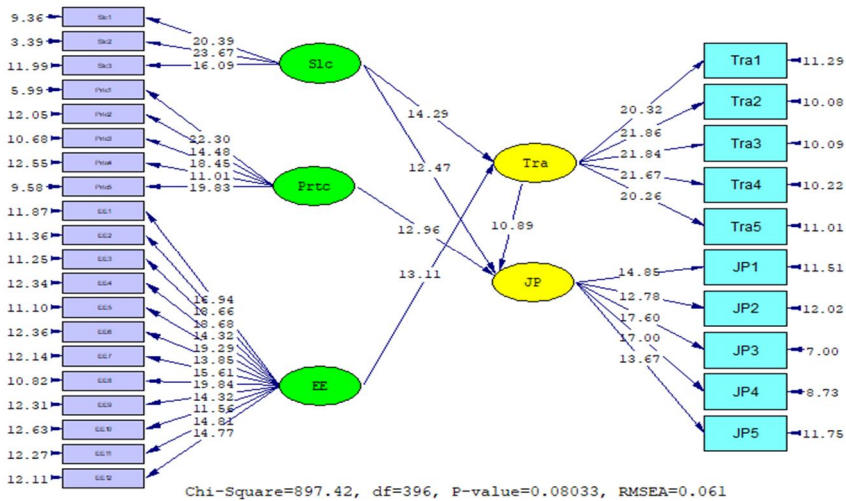 9.36 Slc1
3.39 Slc2
11.99 Slc3
5.99 Prtc1
12.05 Prtc2
10.68 Prtc3
12.55 Prtc4
9.58 Prtc5
11.87 EE1
11.36 EE2
11.25 EE3
12.34 EE4
11.10 EE5
12.36 EE6
12.14 EE7
10.82 EE8
12.31 EE9
12.63 EE10
12.27 EE11
12.11 EE12
20.39
23.67
16.09
22.30
14.48
18.45
11.01
19.83
16.94
18.66
18.68
14.32
19.29
13.85
15.61
19.84
14.32
11.56
14.81
14.77
Slc
Prtc
EE
14.29
12.47
12.96
13.11
10.89
Tra
JP
20.32
21.86
21.84
21.67
20.26
14.85
12.78
17.60
17.00
13.67
Tra1 11.29
Tra2 10.08
Tra3 10.09
Tra4 10.22
Tra5 11.01
JP1 11.51
JP2 12.02
JP3 7.00
JP4 8.73
JP5 11.75
Chi-Square=897.42, df=396, P-value=0.08033, RMSEA=0.061